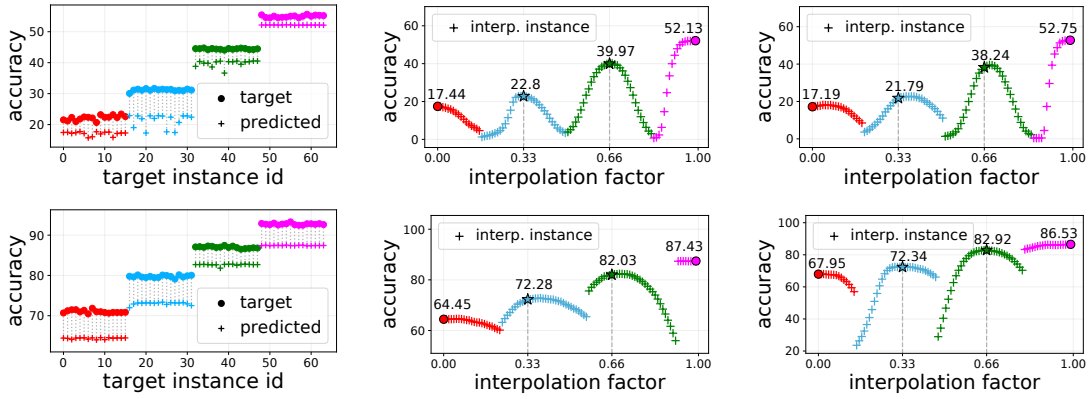 accuracy
50
40
30
20
target
predicted
0 10 20 30 40 50 60
target instance id
accuracy
60
40
20
0
interp. instance
17.44
22.8
39.97
52.13
0.00 0.33 0.66 1.00
interpolation factor
accuracy
60
40
20
0
interp. instance
17.19
21.79
38.24
52.75
0.00 0.33 0.66 1.00
interpolation factor
accuracy
90
80
70
target
predicted
0 10 20 30 40 50 60
target instance id
accuracy
100
80
60
interp. instance
64.45
72.28
82.03
87.43
0.00 0.33 0.66 1.00
interpolation factor
accuracy
100
80
60
40
20
interp. instance
67.95
72.34
82.92
86.53
0.00 0.33 0.66 1.00
interpolation factor